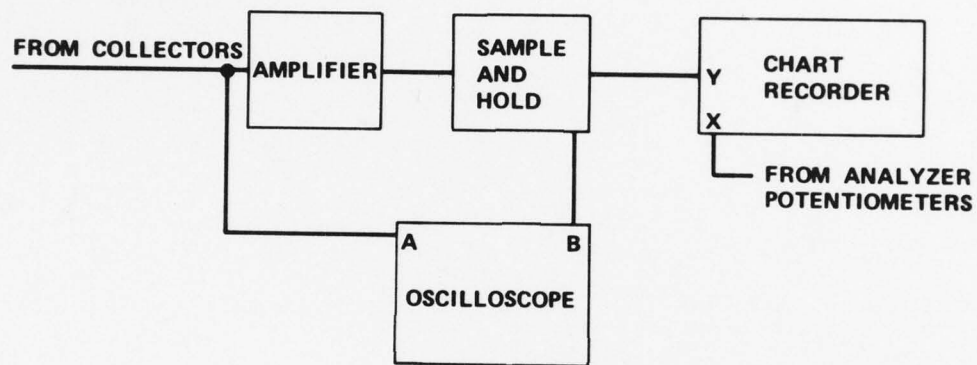 FROM COLLECTORS
AMPLIFIER
SAMPLE
AND
HOLD
Y
X
CHART
RECORDER
FROM ANALYZER
POTENTIOMETERS
A
B
OSCILLOSCOPE